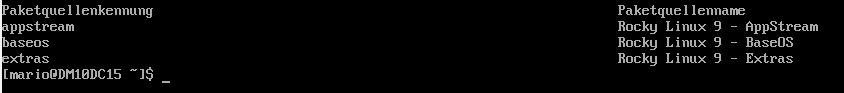 Paketquellenkennung Paketquellenname
appstream Rocky Linux 9 - AppStream
baseos Rocky Linux 9 - BaseOS
extras Rocky Linux 9 - Extras
[mario@DM10DC15 ~]$ _